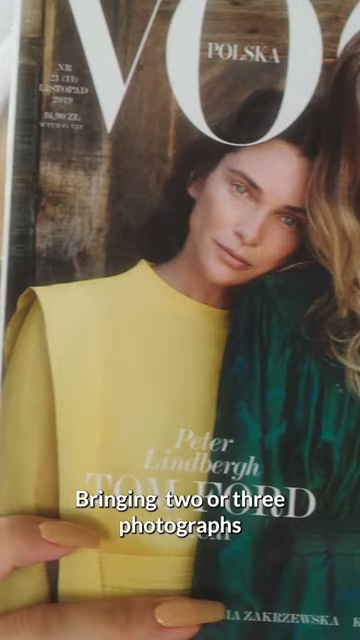 VO
POLSKA
NR
21 (11)
LISTOPAD
2019
16,90 ZŁ
Peter
Lindbergh
TOM FORD
Bringing two or three
photographs
ZAKRZEWSKA